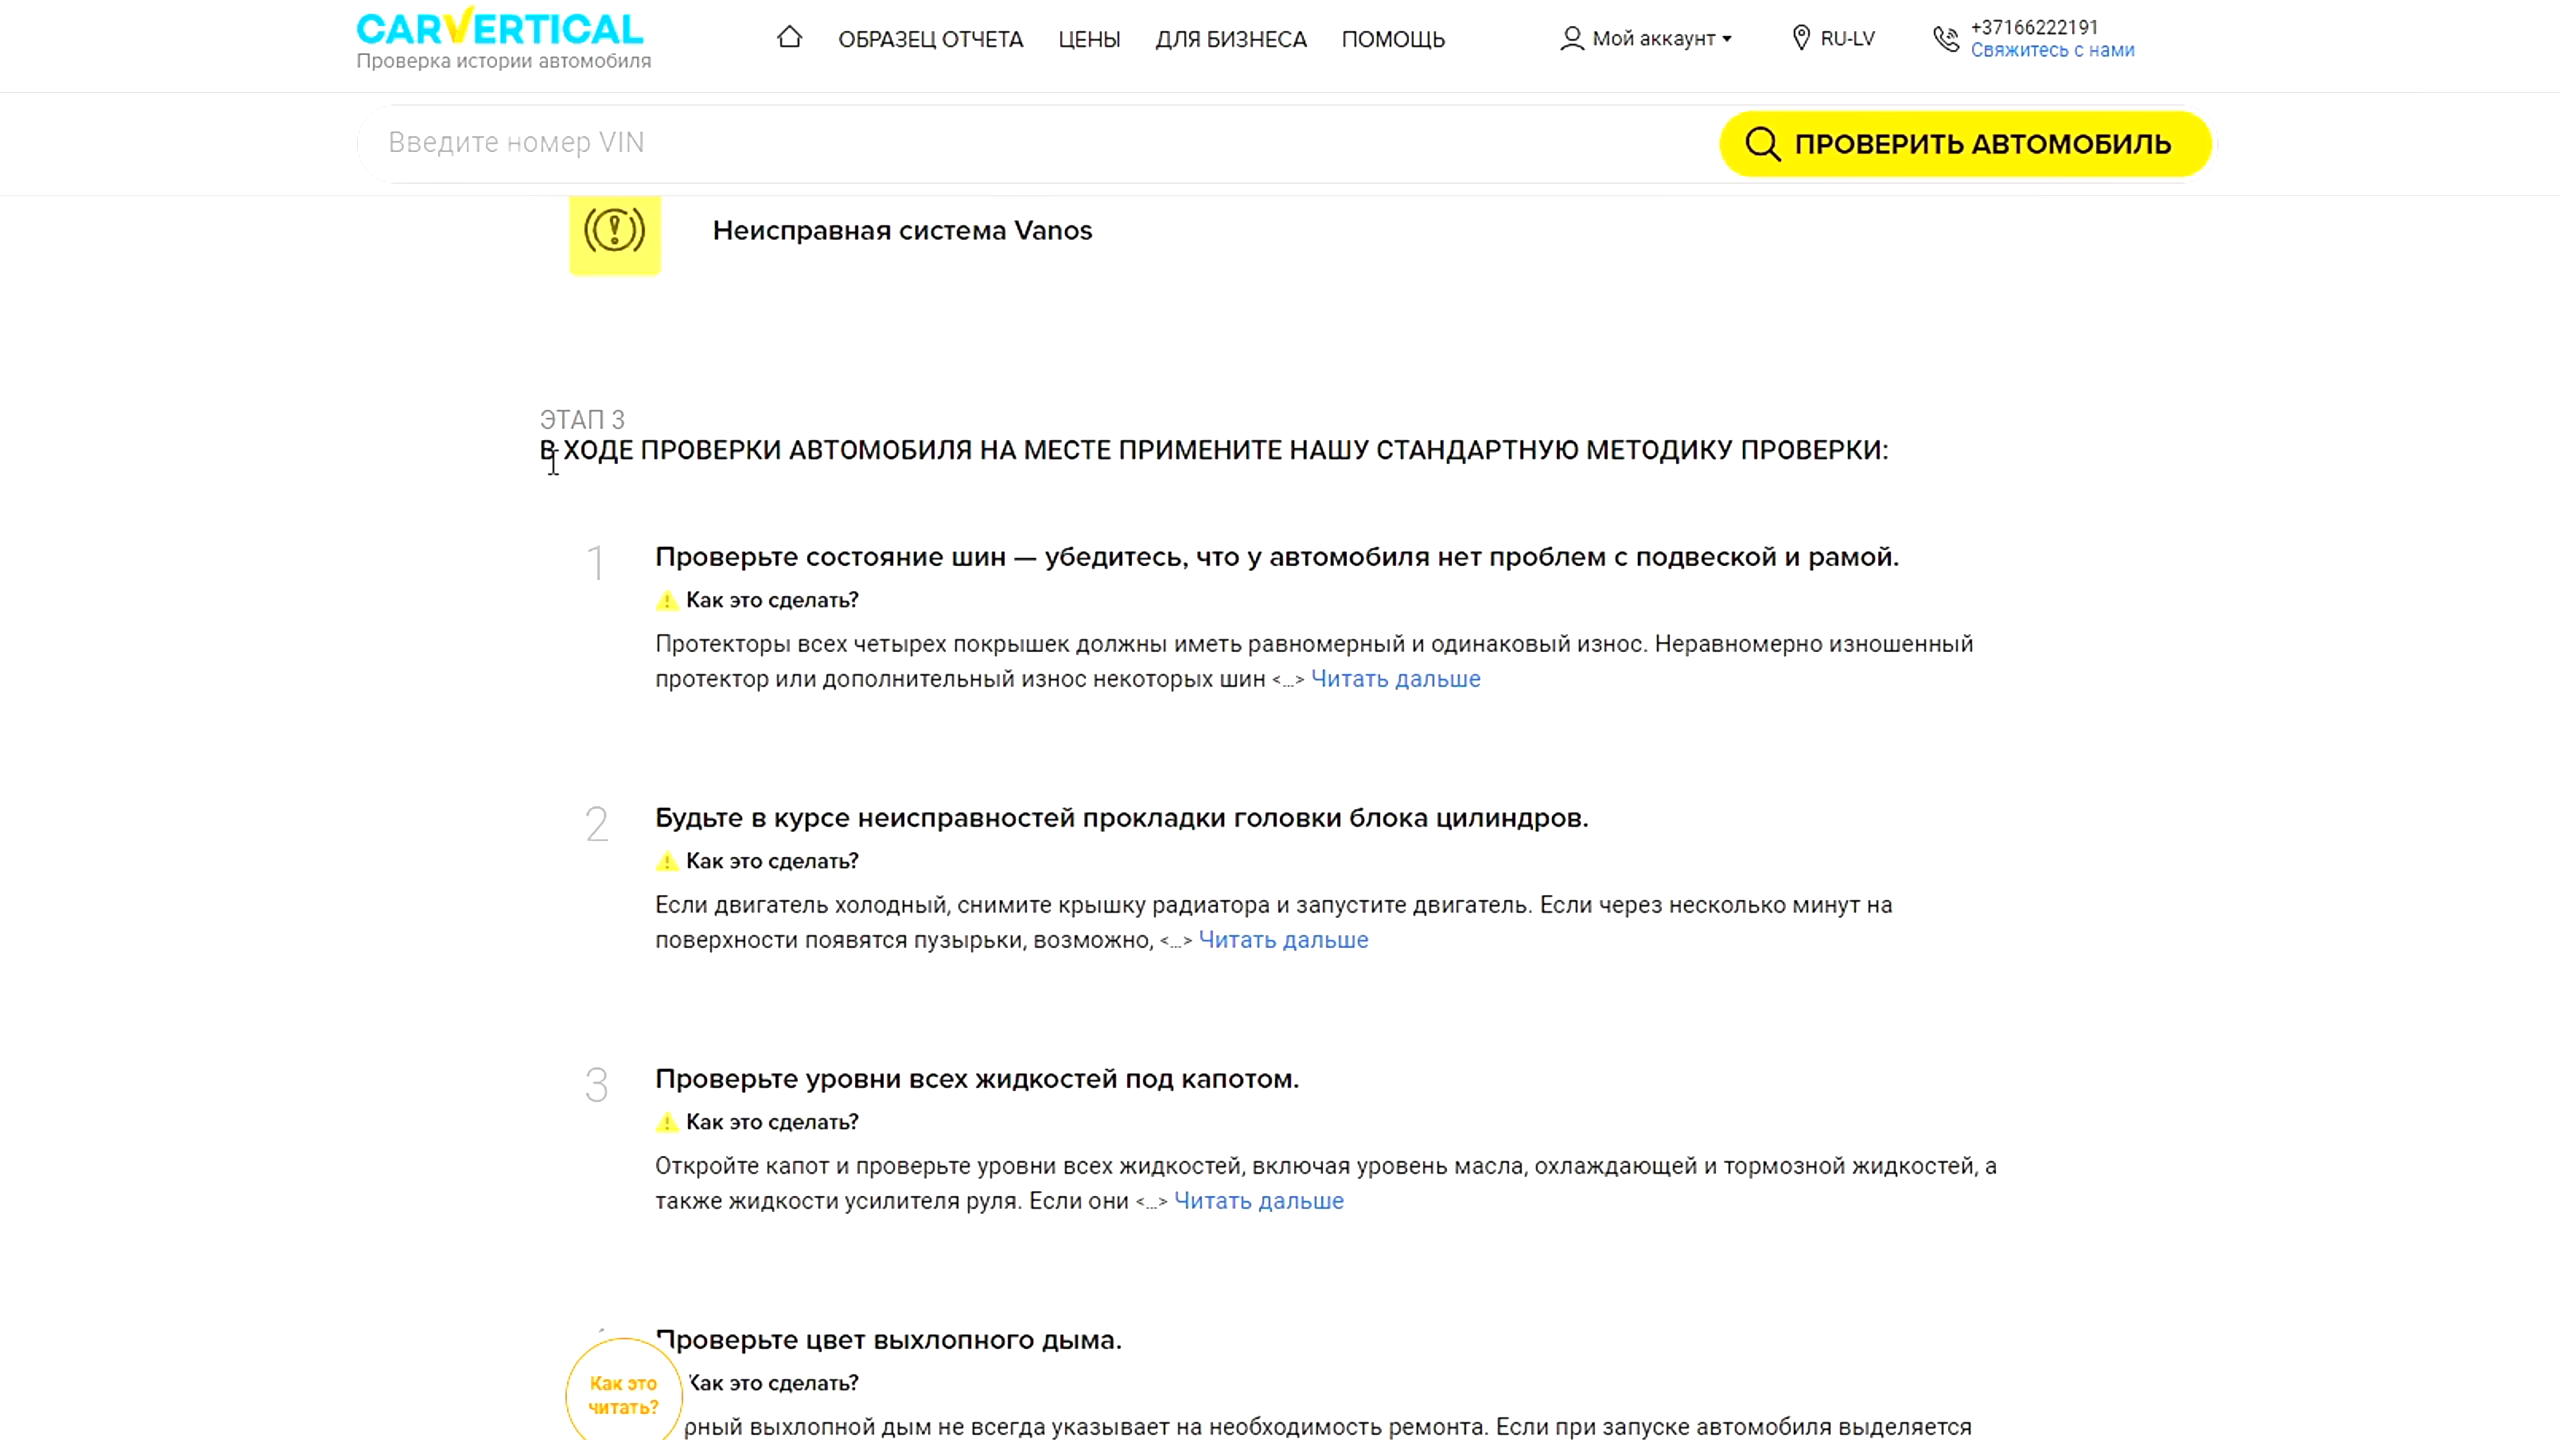 CARVERTICAL
Проверка истории автомобиля
ОБРАЗЕЦ ОТЧЕТА ЦЕНЫ ДЛЯ БИЗНЕСА ПОМОЩЬ
Мой аккаунт
RU-LV
+37166222191
Свяжитесь с нами
Введите номер VIN
ПРОВЕРИТЬ АВТОМОБИЛЬ
Неисправная система Vanos
ЭТАП 3
В ХОДЕ ПРОВЕРКИ АВТОМОБИЛЯ НА МЕСТЕ ПРИМЕНИТЕ НАШУ СТАНДАРТНУЮ МЕТОДИКУ ПРОВЕРКИ:
1
Проверьте состояние шин — убедитесь, что у автомобиля нет проблем с подвеской и рамой.
Как это сделать?
Протекторы всех четырех покрышек должны иметь равномерный и одинаковый износ. Неравномерно изношенный
протектор или дополнительный износ некоторых шин <...> Читать дальше
2
Будьте в курсе неисправностей прокладки головки блока цилиндров.
Как это сделать?
Если двигатель холодный, снимите крышку радиатора и запустите двигатель. Если через несколько минут на
поверхности появятся пузырьки, возможно, <...> Читать дальше
3
Проверьте уровни всех жидкостей под капотом.
Как это сделать?
Откройте капот и проверьте уровни всех жидкостей, включая уровень масла, охлаждающей и тормозной жидкостей, а
также жидкости усилителя руля. Если они <...> Читать дальше
Проверьте цвет выхлопного дыма.
Как это сделать?
рный выхлопной дым не всегда указывает на необходимость ремонта. Если при запуске автомобиля выделяется
Как это
читать?